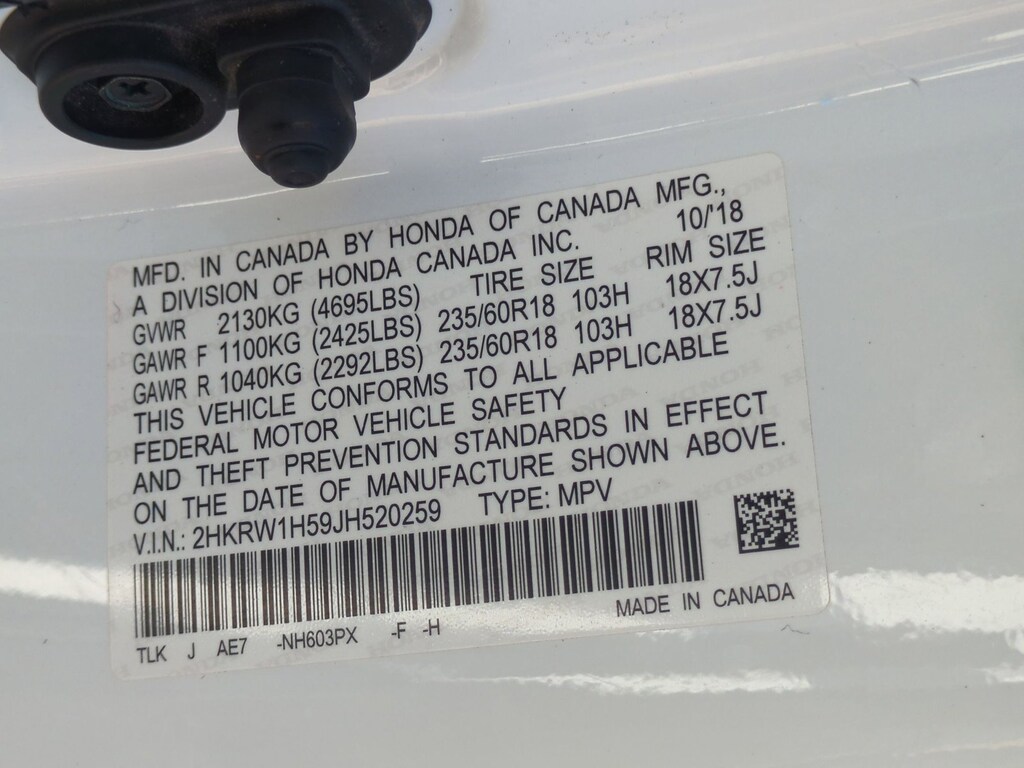 MFD. IN CANADA BY HONDA OF CANADA MFG.,
A DIVISION OF HONDA CANADA INC. 10/'18
GVWR 2130KG (4695LBS) TIRE SIZE RIM SIZE
GAWR F 1100KG (2425LBS) 235/60R18 103H 18X7.5J
GAWR R 1040KG (2292LBS) 235/60R18 103H 18X7.5J
THIS VEHICLE CONFORMS TO ALL APPLICABLE
FEDERAL MOTOR VEHICLE SAFETY
AND THEFT PREVENTION STANDARDS IN EFFECT
ON THE DATE OF MANUFACTURE SHOWN ABOVE.
V.I.N.: 2HKRW1H59JH520259 TYPE: MPV
MADE IN CANADA
TLK J AE7 -NH603PX -F -H